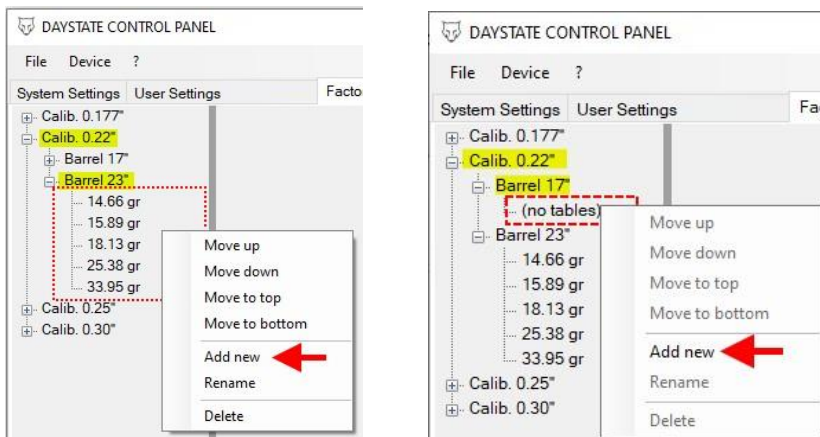 DAYSTATE CONTROL PANEL
File Device ?
System Settings User Settings Facto
Calib. 0.177"
Calib. 0.22"
Barrel 17"
Barrel 23"
14.66 gr
15.89 gr
18.13 gr
25.38 gr
33.95 gr
Calib. 0.25"
Calib. 0.30"
Move up
Move down
Move to top
Move to bottom
Add new
Rename
Delete
DAYSTATE CONTROL PANEL
File Device ?
System Settings User Settings Fa
Calib. 0.177"
Calib. 0.22"
Barrel 17"
(no tables)
Barrel 23"
14.66 gr
15.89 gr
18.13 gr
25.38 gr
33.95 gr
Calib. 0.25"
Calib. 0.30"
Move up
Move down
Move to top
Move to bottom
Add new
Rename
Delete